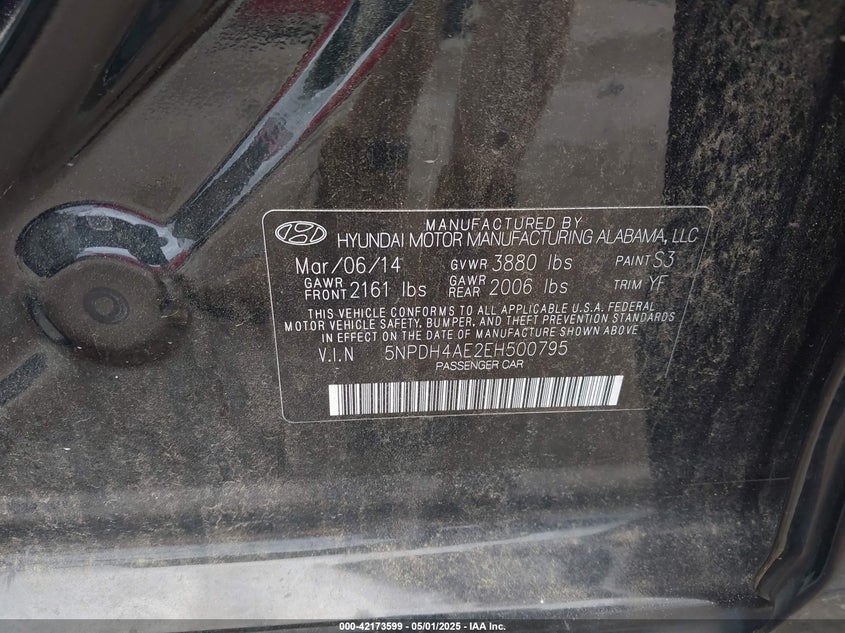 MANUFACTURED BY
HYUNDAI MOTOR MANUFACTURING ALABAMA, LLC
Mar/06/14 GVWR 3880 lbs PAINT S3
GAWR FRONT 2161 lbs GAWR REAR 2006 lbs TRIM YF
THIS VEHICLE CONFORMS TO ALL APPLICABLE U.S.A. FEDERAL
MOTOR VEHICLE SAFETY, BUMPER, AND THEFT PREVENTION STANDARDS
IN EFFECT ON THE DATE OF MANUFACTURE SHOWN ABOVE
V.I.N 5NPDH4AE2EH500795
PASSENGER CAR
000-42173599 - 05/01/2025 - IAA Inc.